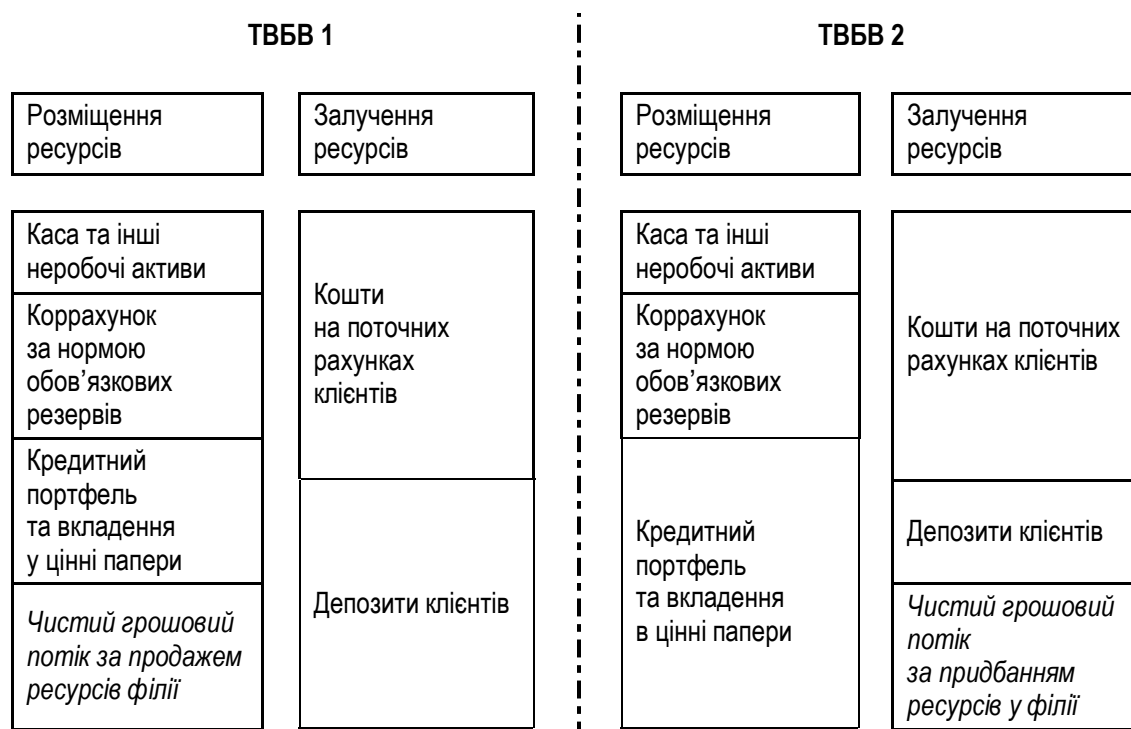 ТВБВ 1
Розміщення
ресурсів
Залучення
ресурсів
Каса та інші
неробочі активи
Коррахунок
за нормою
обов’язкових
резервів
Кредитний
портфель
та вкладення
у цінні папери
Чистий грошовий
потік за продажем
ресурсів філії
Кошти
на поточних
рахунках
клієнтів
Депозити клієнтів
ТВБВ 2
Розміщення
ресурсів
Залучення
ресурсів
Каса та інші
неробочі активи
Коррахунок
за нормою
обов’язкових
резервів
Кредитний
портфель
та вкладення
в цінні папери
Кошти на поточних
рахунках клієнтів
Депозити клієнтів
Чистий грошовий
потік
за придбанням
ресурсів у філії